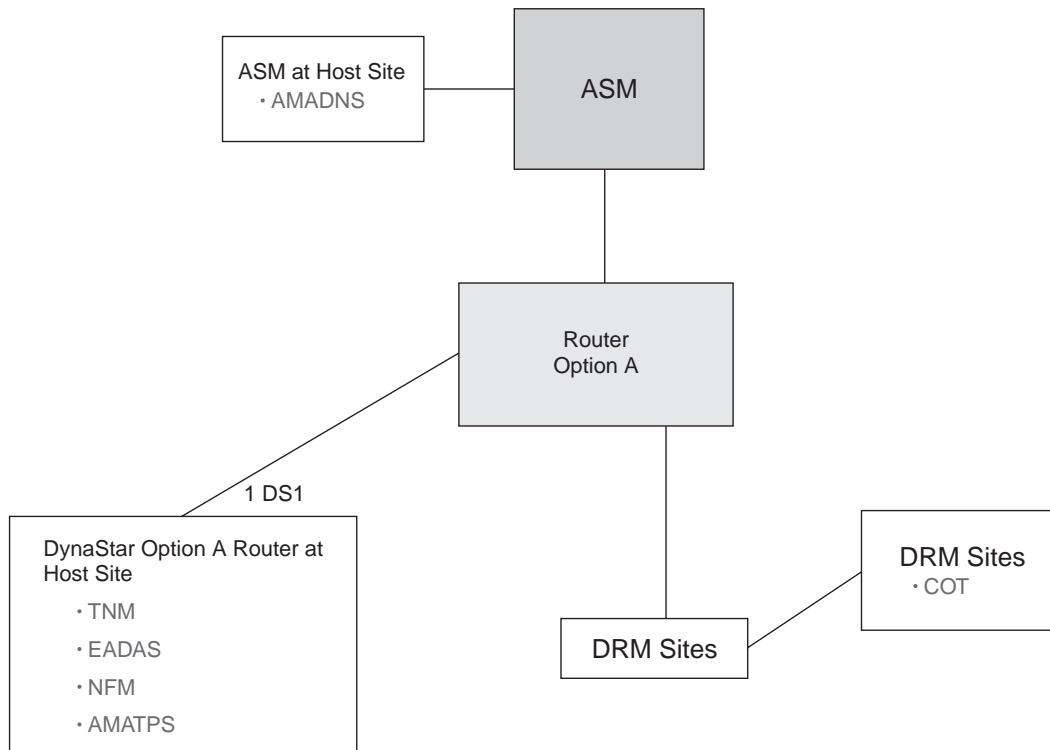 ASM at Host Site
· AMADNS
ASM
Router
Option A
1 DS1
DynaStar Option A Router at
Host Site
· TNM
· EADAS
· NFM
· AMATPS
DRM Sites
DRM Sites
· COT